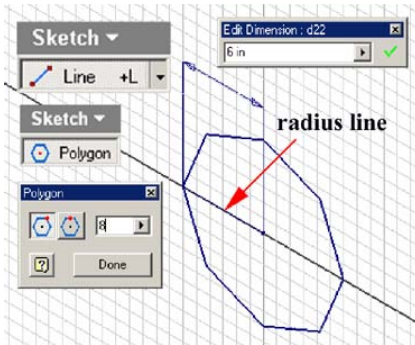 Sketch
Line +L
Sketch
Polygon
Polygon
8
Done
Edit Dimension : d22
6 in
radius line